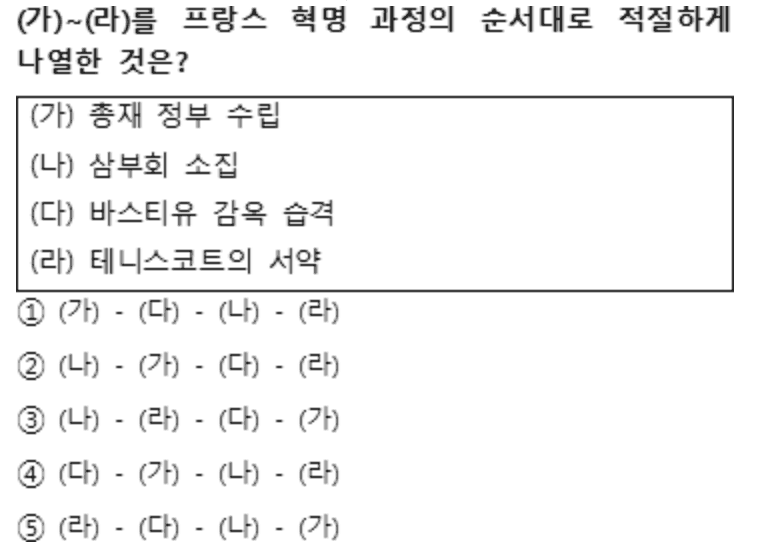 (가)~(라)를 프랑스 혁명 과정의 순서대로 적절하게
나열한 것은?
(가) 총재 정부 수립
(나) 삼부회 소집
(다) 바스티유 감옥 습격
(라) 테니스코트의 서약
① (가) - (다) - (나) - (라)
② (나) - (가) - (다) - (라)
③ (나) - (라) - (다) - (가)
④ (다) - (가) - (나) - (라)
⑤ (라) - (다) - (나) - (가)